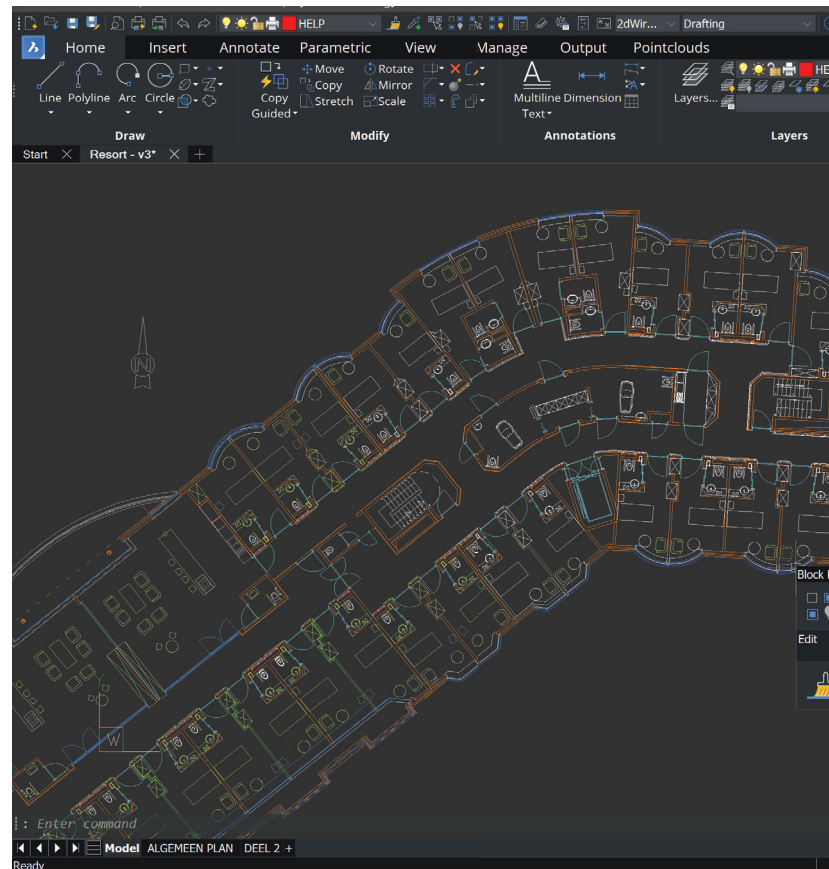 HELP 2dWir... Drafting
Home Insert Annotate Parametric View Manage Output Pointclouds
Line Polyline Arc Circle
Copy Guided
Move Rotate
Copy Mirror
Stretch Scale
Multiline Text Dimension
Layers...
HE
Draw Modify Annotations Layers
Start Resort - v3*
N
W
Block
Edit
: Enter command
Model ALGEMEEN PLAN DEEL 2 +
Ready